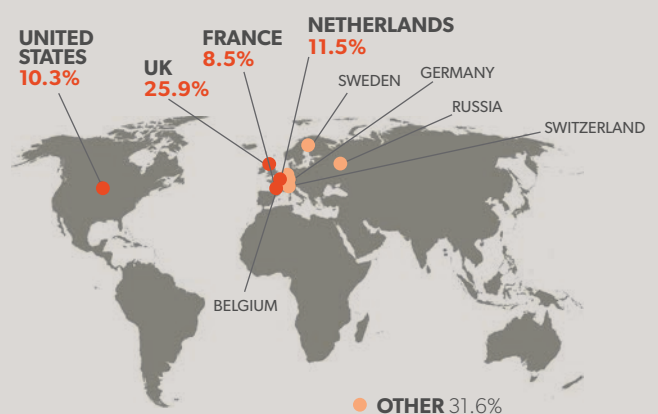 UNITED
STATES
10.3%
UK
25.9%
FRANCE
8.5%
NETHERLANDS
11.5%
SWEDEN
GERMANY
RUSSIA
SWITZERLAND
BELGIUM
OTHER 31.6%